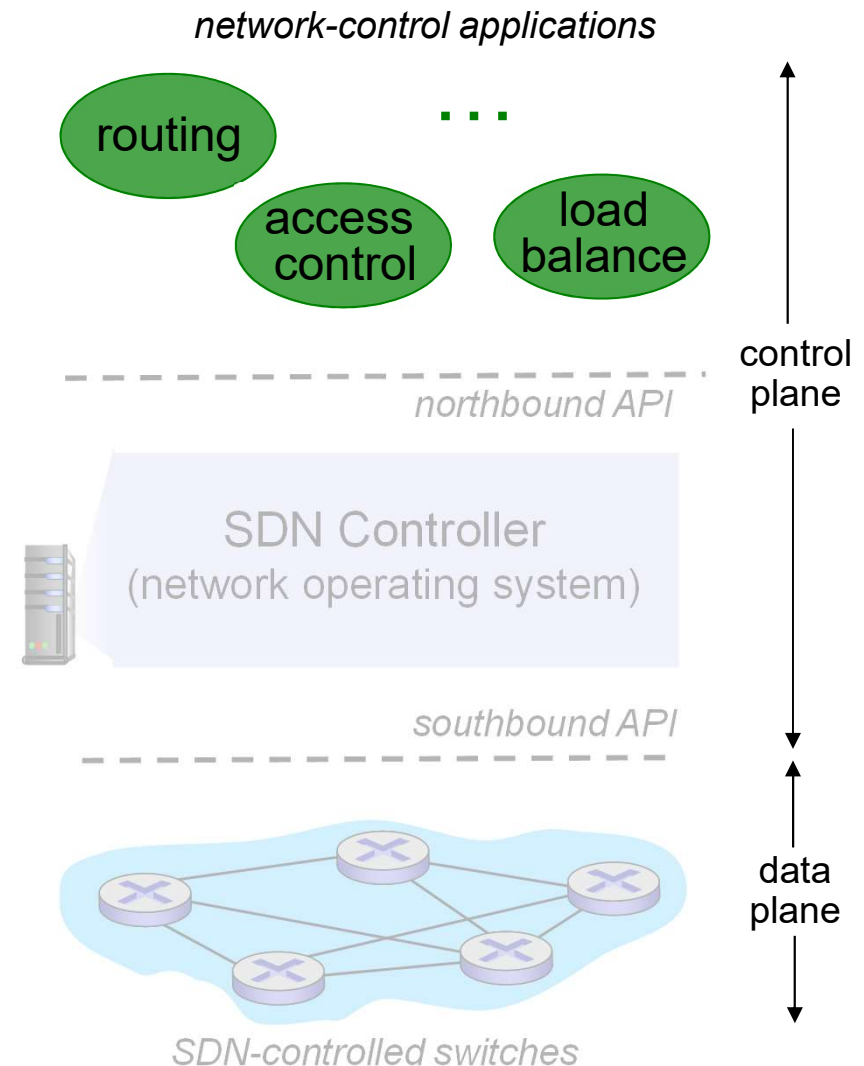 network-control applications
routing
. . .
access
control
load
balance
control
plane
northbound API
SDN Controller
(network operating system)
southbound API
data
plane
SDN-controlled switches